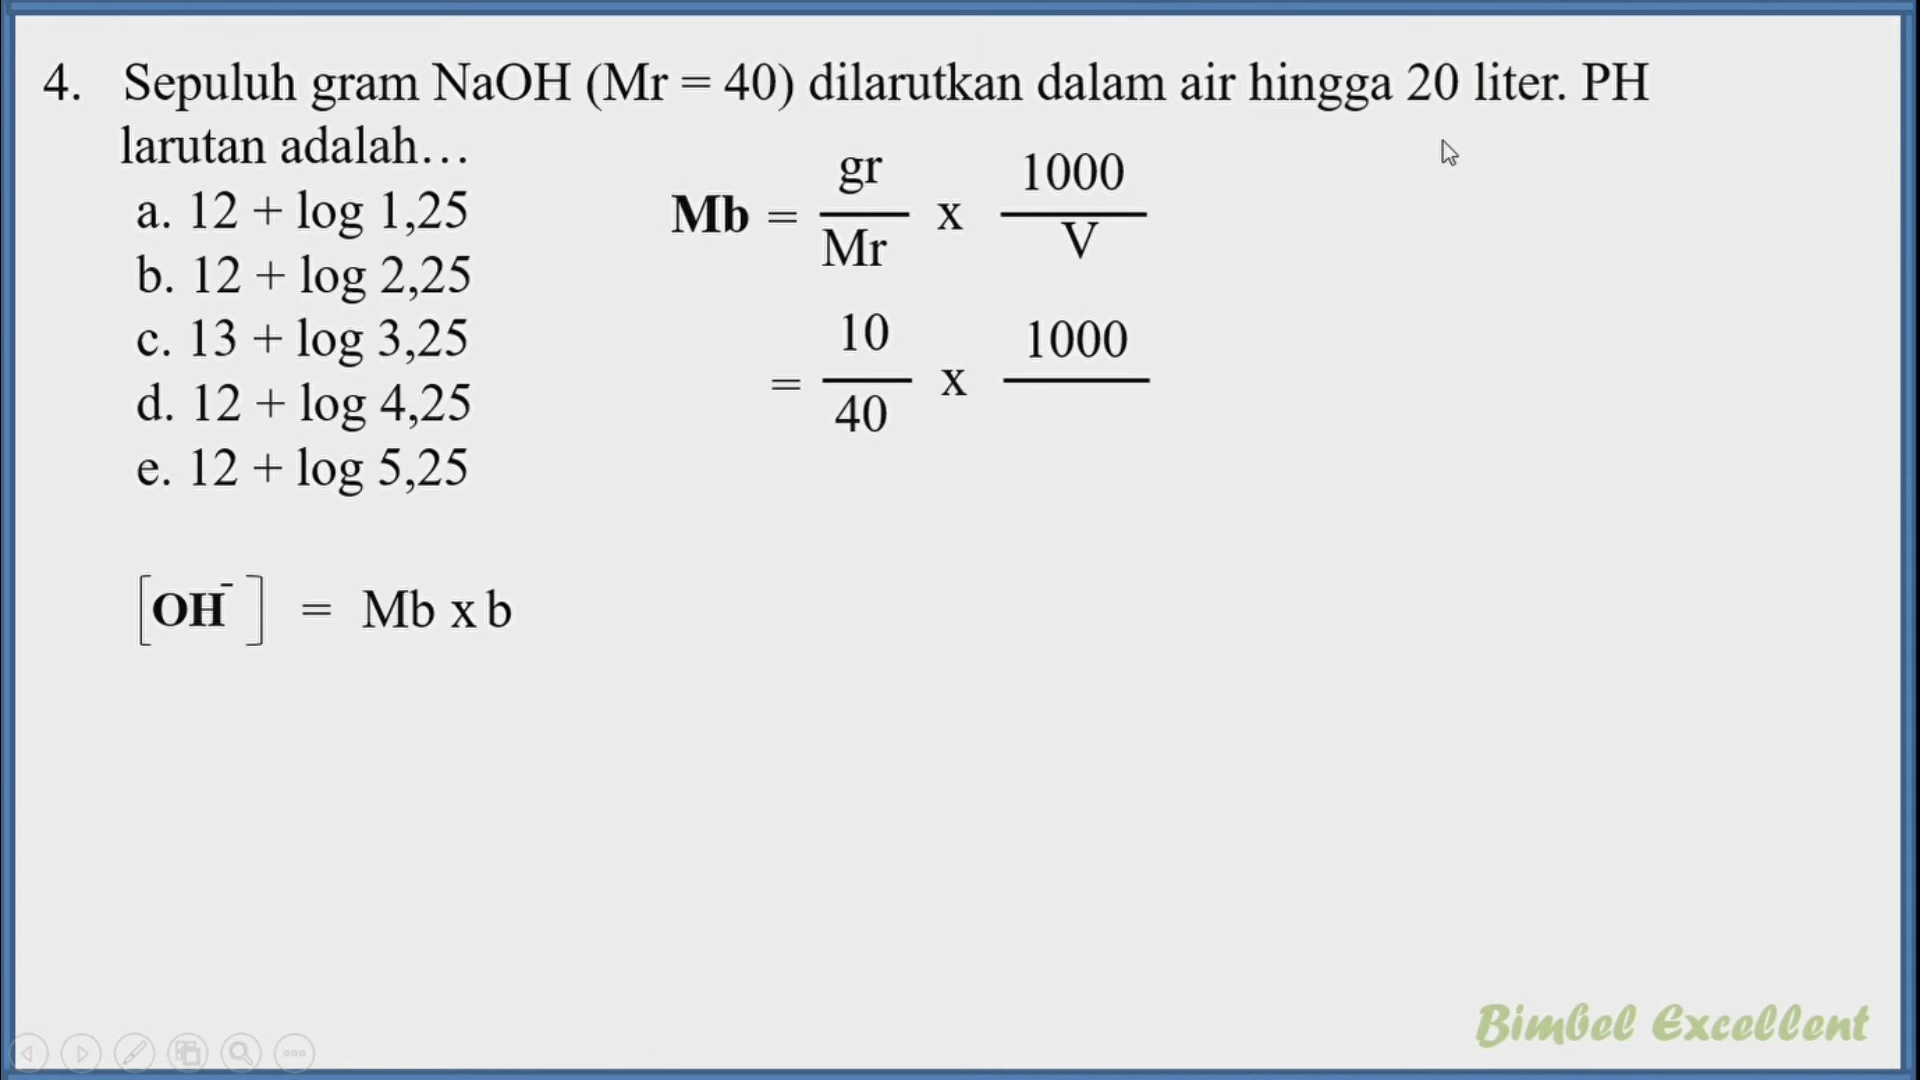 4. Sepuluh gram NaOH (Mr = 40) dilarutkan dalam air hingga 20 liter. PH
larutan adalah…
a. 12 + log 1,25
b. 12 + log 2,25
c. 13 + log 3,25
d. 12 + log 4,25
e. 12 + log 5,25
Mb = gr/Mr x 1000/V
= 10/40 x 1000/
[OH⁻] = Mb x b
Bimbel Excellent